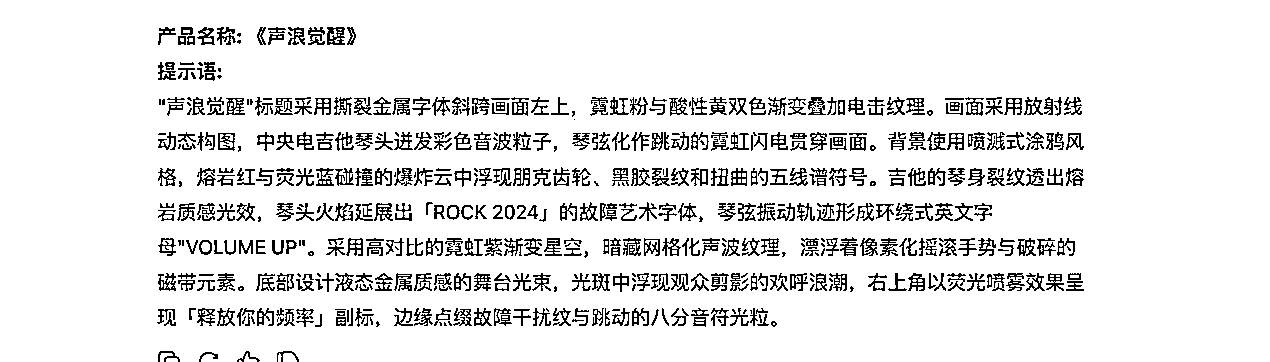 产品名称: 《声浪觉醒》
提示语:
"声浪觉醒"标题采用撕裂金属字体斜跨画面左上，霓虹粉与酸性黄双色渐变叠加电击纹理。画面采用放射线
动态构图，中央电吉他琴头迸发彩色音波粒子，琴弦化作跳动的霓虹闪电贯穿画面。背景使用喷溅式涂鸦风
格，熔岩红与荧光蓝碰撞的爆炸云中浮现朋克齿轮、黑胶裂纹和扭曲的五线谱符号。吉他的琴身裂纹透出熔
岩质感光效，琴头火焰延展出「ROCK 2024」的故障艺术字体，琴弦振动轨迹形成环绕式英文字
母"VOLUME UP"。采用高对比的霓虹紫渐变星空，暗藏网格化声波纹理，漂浮着像素化摇滚手势与破碎的
磁带元素。底部设计液态金属质感的舞台光束，光斑中浮现观众剪影的欢呼浪潮，右上角以荧光喷雾效果呈
现「释放你的频率」副标，边缘点缀故障干扰纹与跳动的八分音符光粒。